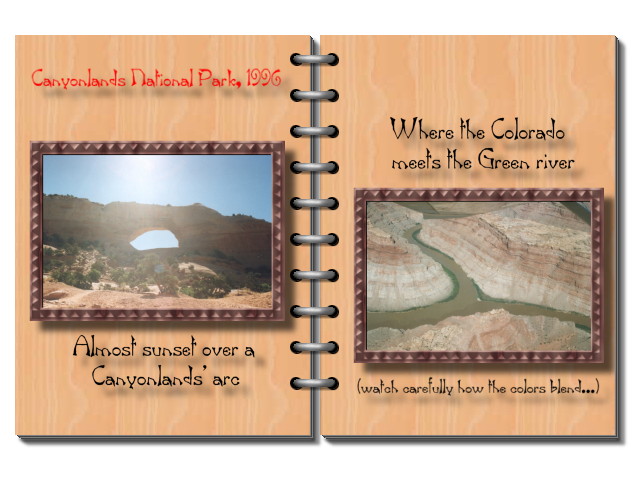 Canyonlands National Park, 1996
Almost sunset over a
Canyonlands' arc
Where the Colorado
meets the Green river
(watch carefully how the colors blend...)